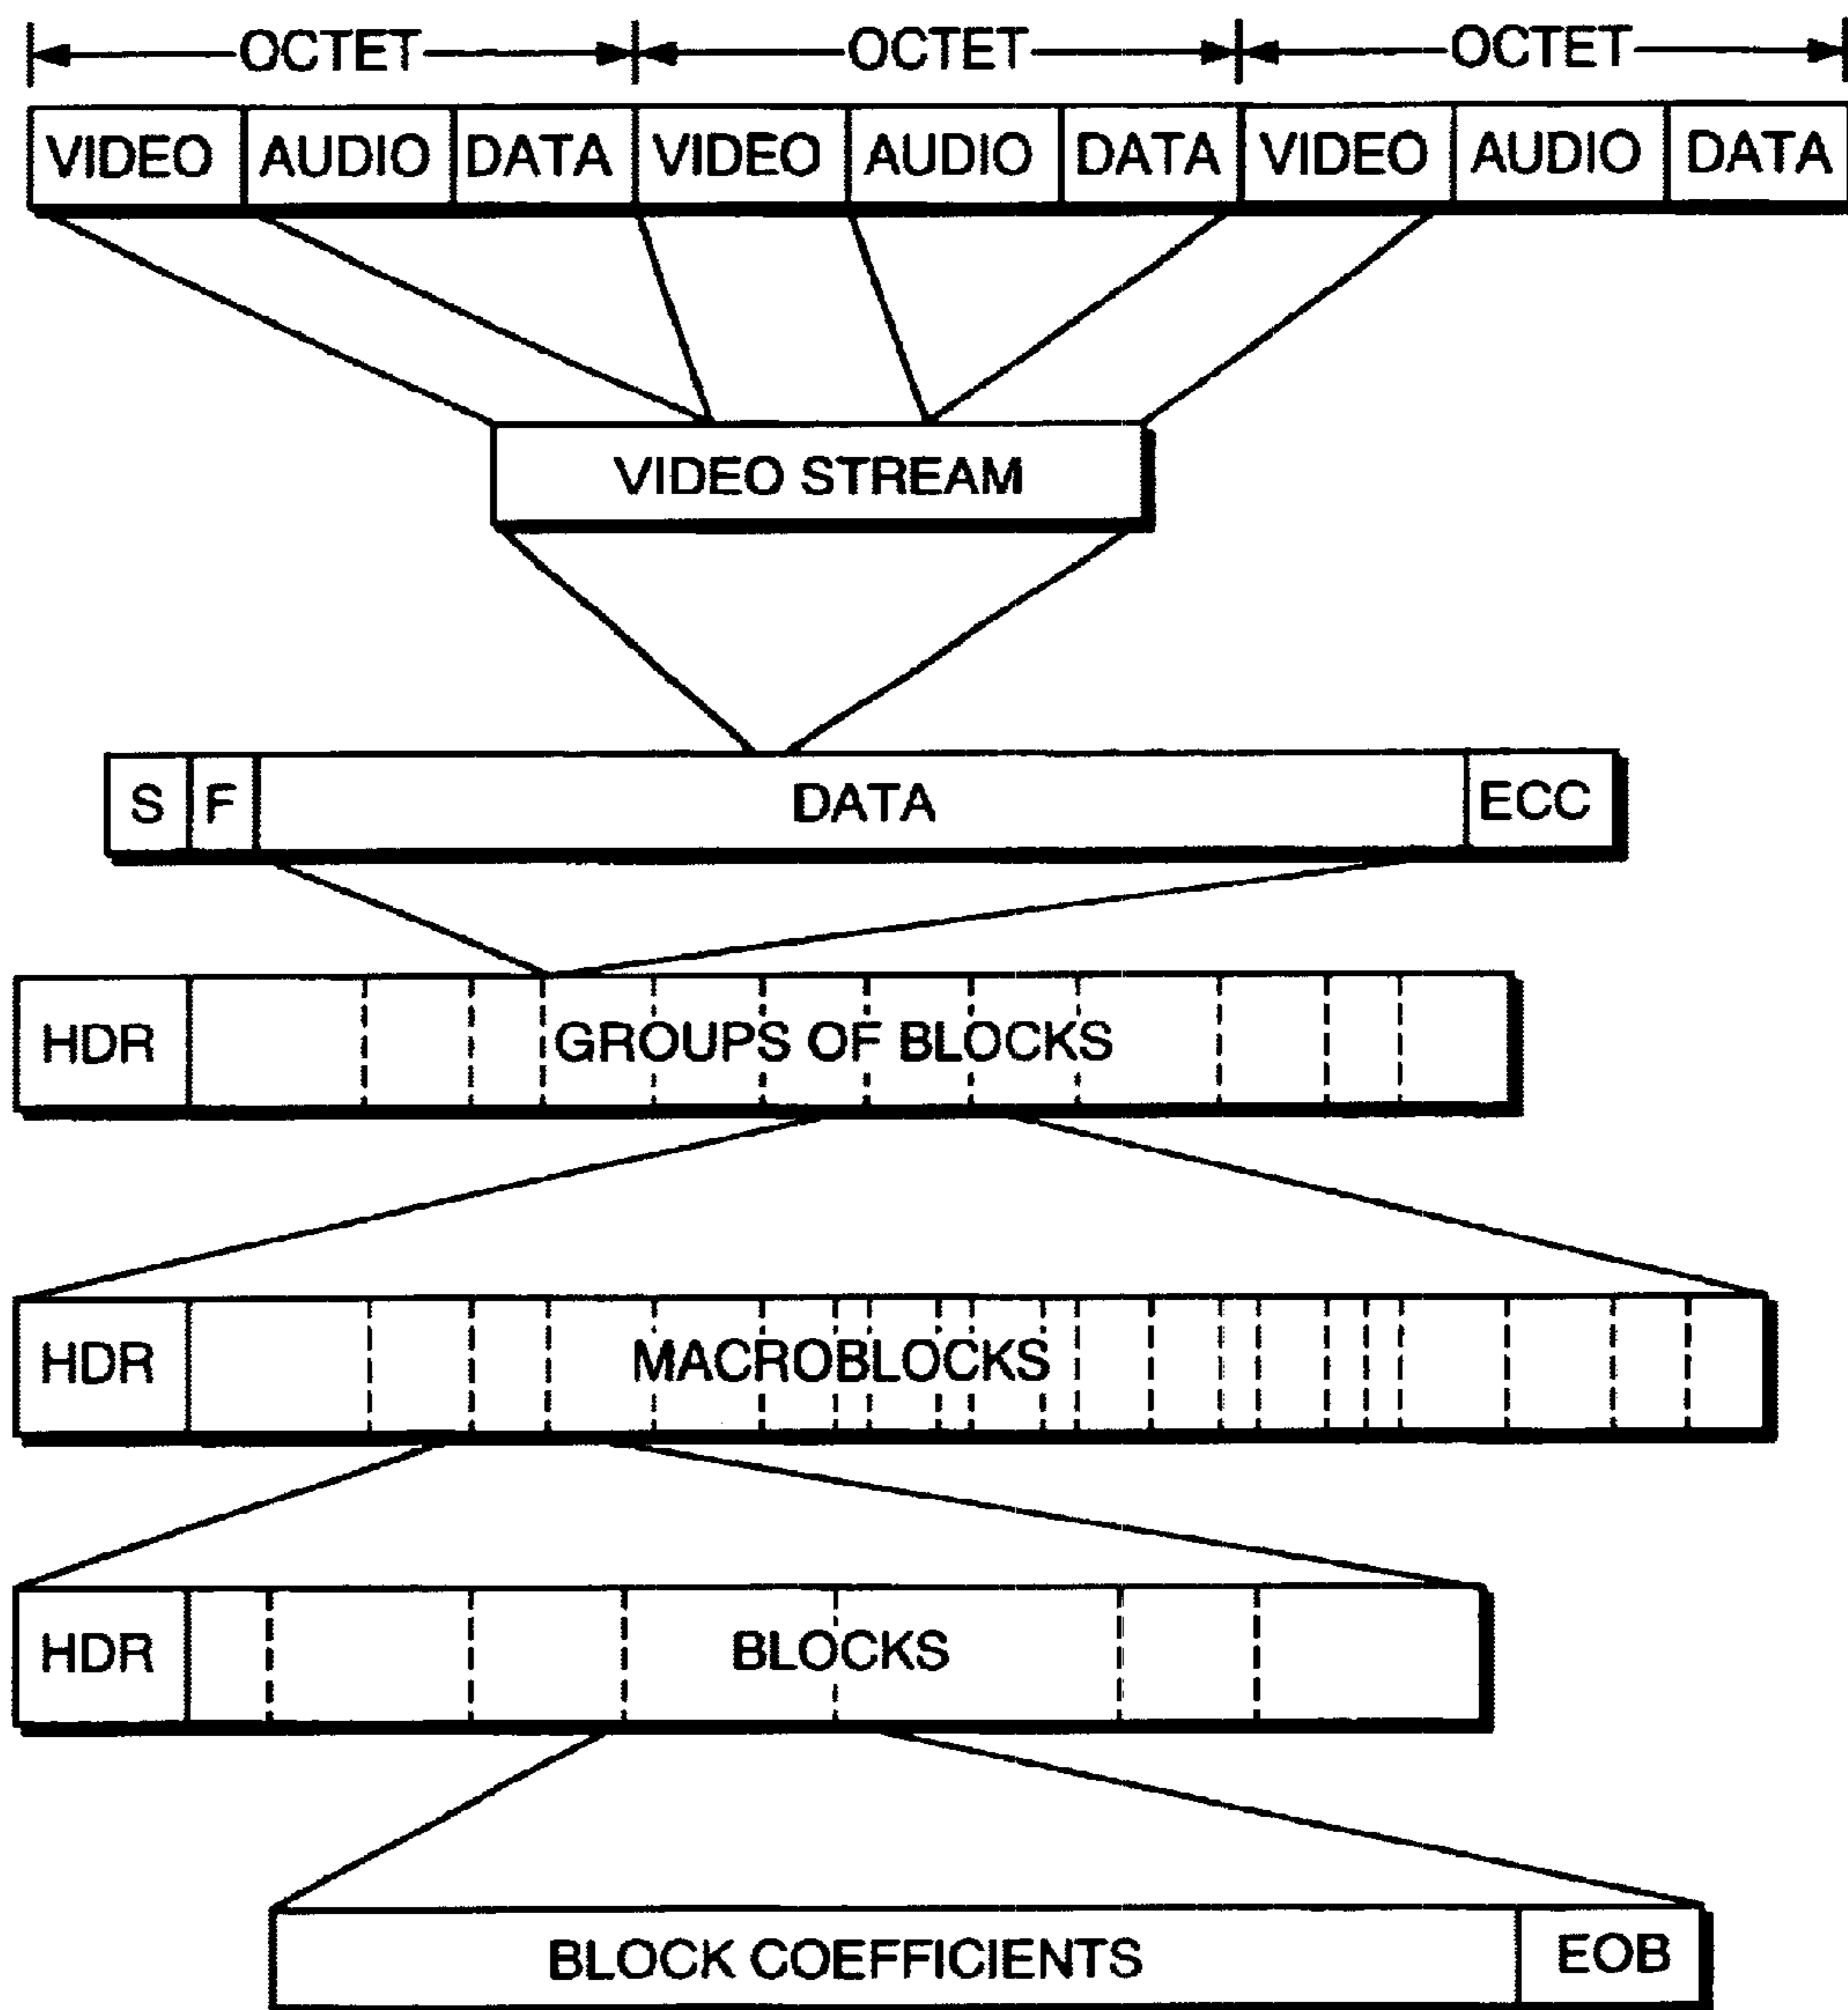 OCTET OCTET OCTET
VIDEO AUDIO DATA VIDEO AUDIO DATA VIDEO AUDIO DATA
VIDEO STREAM
S F DATA ECC
HDR GROUPS OF BLOCKS
HDR MACROBLOCKS
HDR BLOCKS
BLOCK COEFFICIENTS EOB